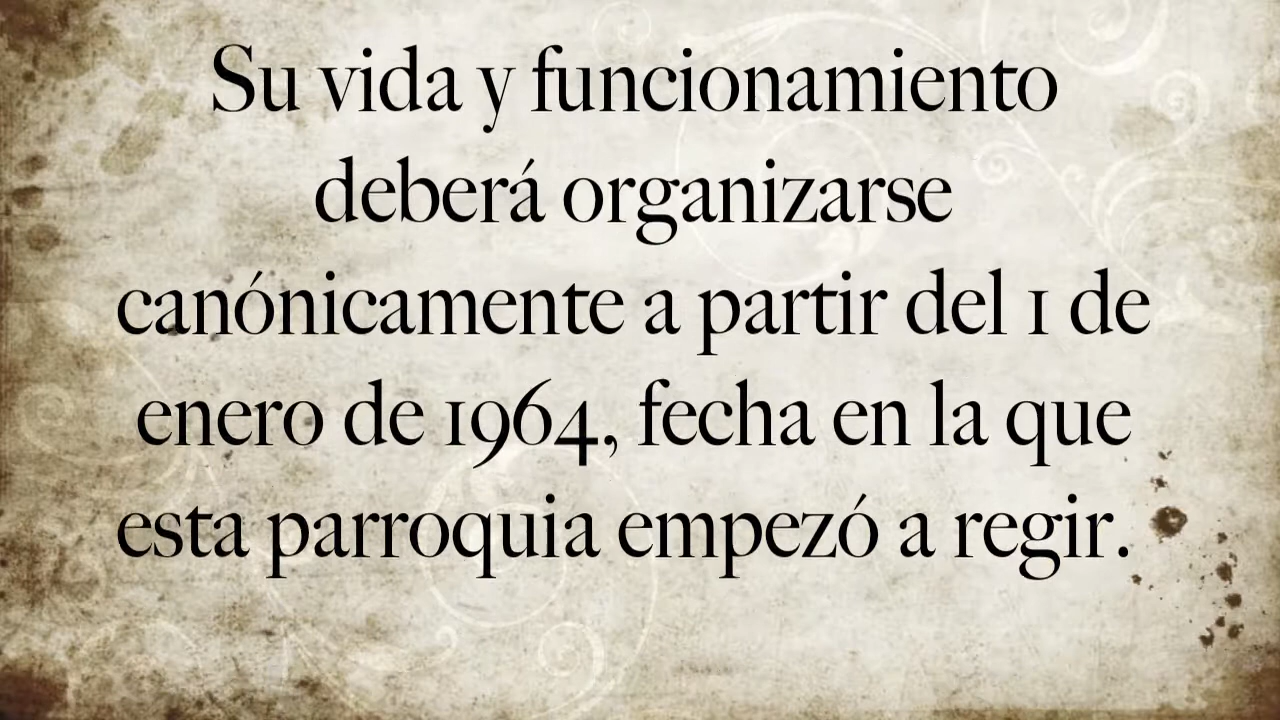 Su vida y funcionamiento
deberá organizarse
canónicamente a partir del 1 de
enero de 1964, fecha en la que
esta parroquia empezó a regir.